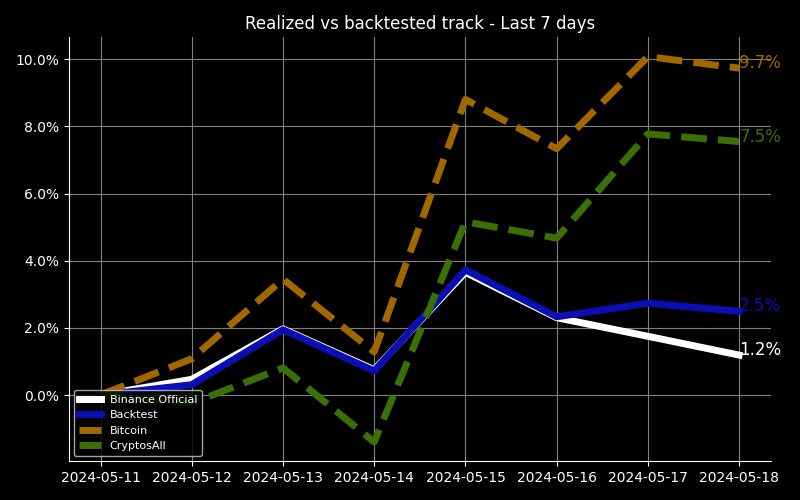 Realized vs backtested track - Last 7 days
10.0%
8.0%
6.0%
4.0%
2.0%
0.0%
9.7%
7.5%
2.5%
1.2%
Binance Official
Backtest
Bitcoin
CryptosAll
2024-05-11 2024-05-12 2024-05-13 2024-05-14 2024-05-15 2024-05-16 2024-05-17 2024-05-18